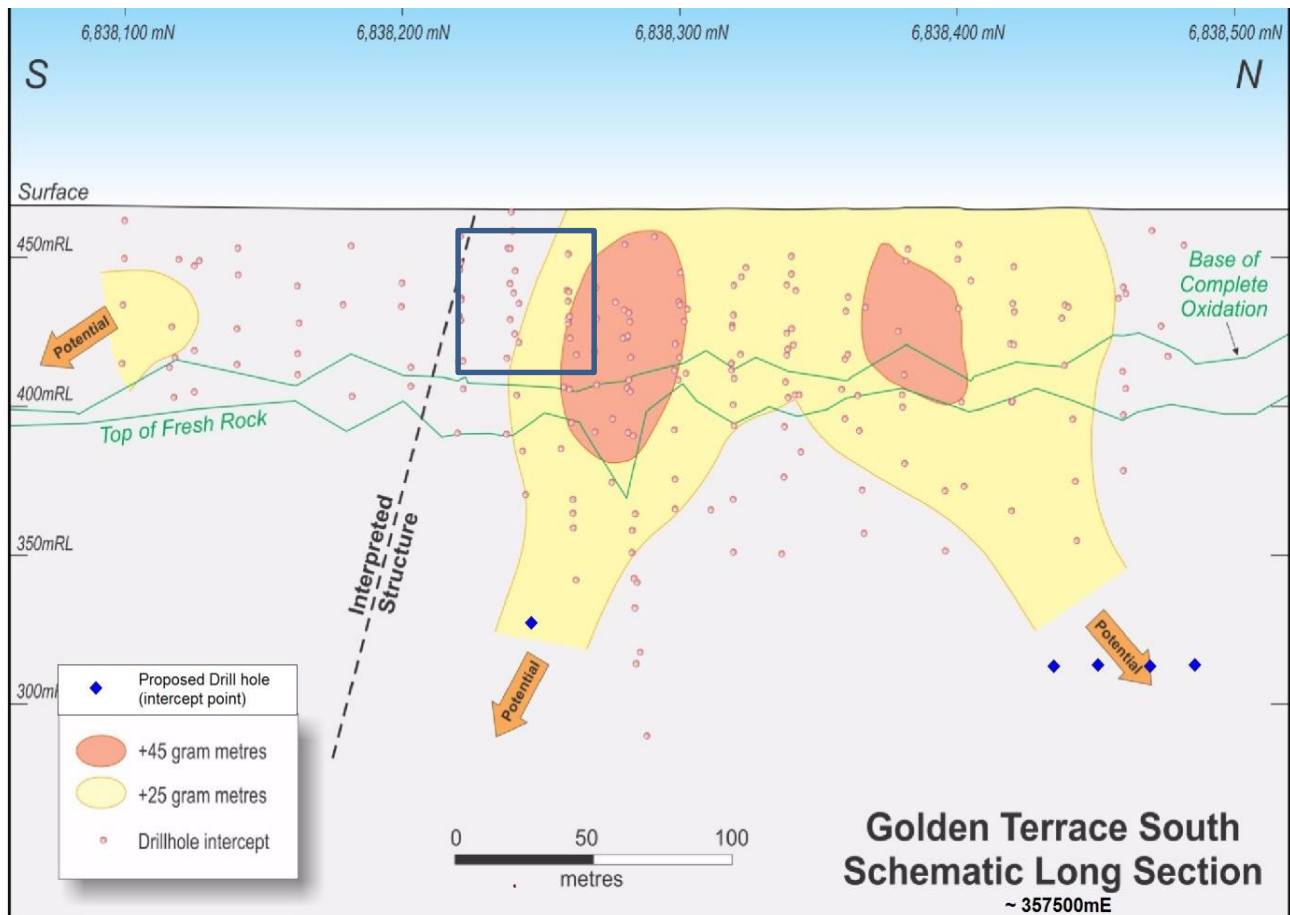 6,838,100 mN
6,838,200 mN
6,838,300 mN
6,838,400 mN
6,838,500 mN
S
N
Surface
450mRL
Base of
Complete
Oxidation
Potential
400mRL
Top of Fresh Rock
350mRL
Interpreted
Structure
Potential
Potential
300m
Proposed Drill hole
(intercept point)
+45 gram metres
+25 gram metres
Drillhole intercept
0 50 100
metres
Golden Terrace South
Schematic Long Section
~ 357500mE